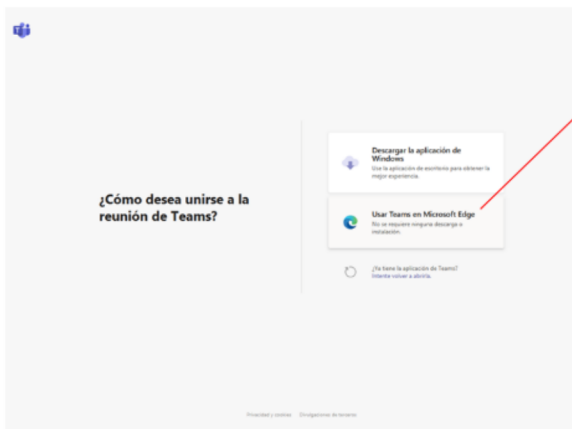 ¿Cómo desea unirse a la
reunión de Teams?
Descargar la aplicación de
Windows
Use la aplicación de escritorio para obtener la
mejor experiencia.
Usar Teams en Microsoft Edge
No se requiere ninguna descarga o
instalación.
¿Ya tiene la aplicación de Teams?
Intente volver a abrirla.
Privacidad y cookies Divulgaciones de terceros